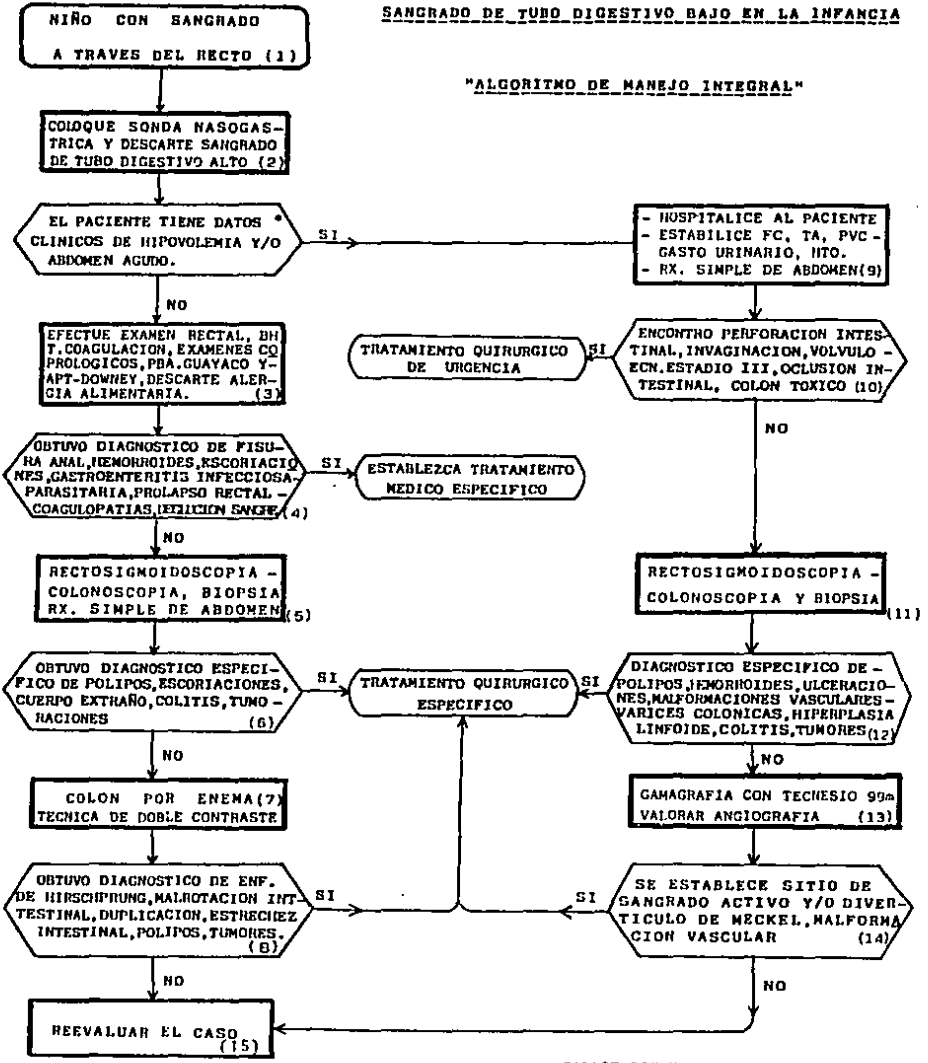 SANGRADO DE TUBO DIGESTIVO BAJO EN LA INFANCIA
"ALGORITMO DE MANEJO INTEGRAL"
NIÑO CON SANGRADO
A TRAVES DEL RECTO (1)
COLOQUE SONDA NASOGAS-
TRICA Y DESCARTE SANGRADO
DE TUBO DIGESTIVO ALTO (2)
EL PACIENTE TIENE DATOS *
CLINICOS DE HIPOVOLEMIA Y/O
ABDOMEN AGUDO.
SI
- HOSPITALICE AL PACIENTE
- ESTABILICE FC, TA, PVC -
GASTO URINARIO, HTO.
- RX. SIMPLE DE ABDOMEN(9)
NO
EFECTUE EXAMEN RECTAL, BH
T.COAGULACION, EXAMENES CO
PROLOGICOS, PBA.GUAYACO Y-
APT-DOWNEY, DESCARTE ALER-
GIA ALIMENTARIA. (3)
TRATAMIENTO QUIRURGICO
DE URGENCIA
SI
ENCONTRO PERFORACION INTES-
TINAL, INVAGINACION, VOLVULO -
ECN.ESTADIO III, OCLUSION IN-
TESTINAL, COLON TOXICO (10)
NO
OBTUVO DIAGNOSTICO DE FISU-
RA ANAL, HEMORROIDES, ESCORIACIO
NES, GASTROENTERITIS INFECCIOSA-
PARASITARIA, PROLAPSO RECTAL -
COAGULOPATIAS, DEGLUCION SANGRE (4)
SI
ESTABLEZCA TRATAMIENTO
MEDICO ESPECIFICO
NO
RECTOSIGMOIDOSCOPIA -
COLONOSCOPIA, BIOPSIA
RX. SIMPLE DE ABDOMEN (5)
RECTOSIGMOIDOSCOPIA -
COLONOSCOPIA Y BIOPSIA (11)
OBTUVO DIAGNOSTICO ESPECI-
FICO DE POLIPOS, ESCORIACIONES,
CUERPO EXTRAÑO, COLITIS, TUMO-
RACIONES (6)
SI
TRATAMIENTO QUIRURGICO
ESPECIFICO
SI
DIAGNOSTICO ESPECIFICO DE -
POLIPOS, HEMORROIDES, ULCERACIO-
NES, MALFORMACIONES VASCULARES-
VARICES COLONICAS, HIPERPLASIA
LINFOIDE, COLITIS, TUMORES (12)
NO
NO
COLON POR ENEMA (7)
TECNICA DE DOBLE CONTRASTE
GAMAGRAFIA CON TECNESIO 99m
VALORAR ANGIOGRAFIA (13)
OBTUVO DIAGNOSTICO DE ENF.
DE HIRSCHPRUNG, MALROTACION INT-
TESTINAL, DUPLICACION, ESTRECHEZ
INTESTINAL, POLIPOS, TUMORES.
(8)
SI
SI
SE ESTABLECE SITIO DE
SANGRADO ACTIVO Y/O DIVER-
TICULO DE MECKEL, MALFORMA
CION VASCULAR (14)
NO
NO
REEVALUAR EL CASO
(15)